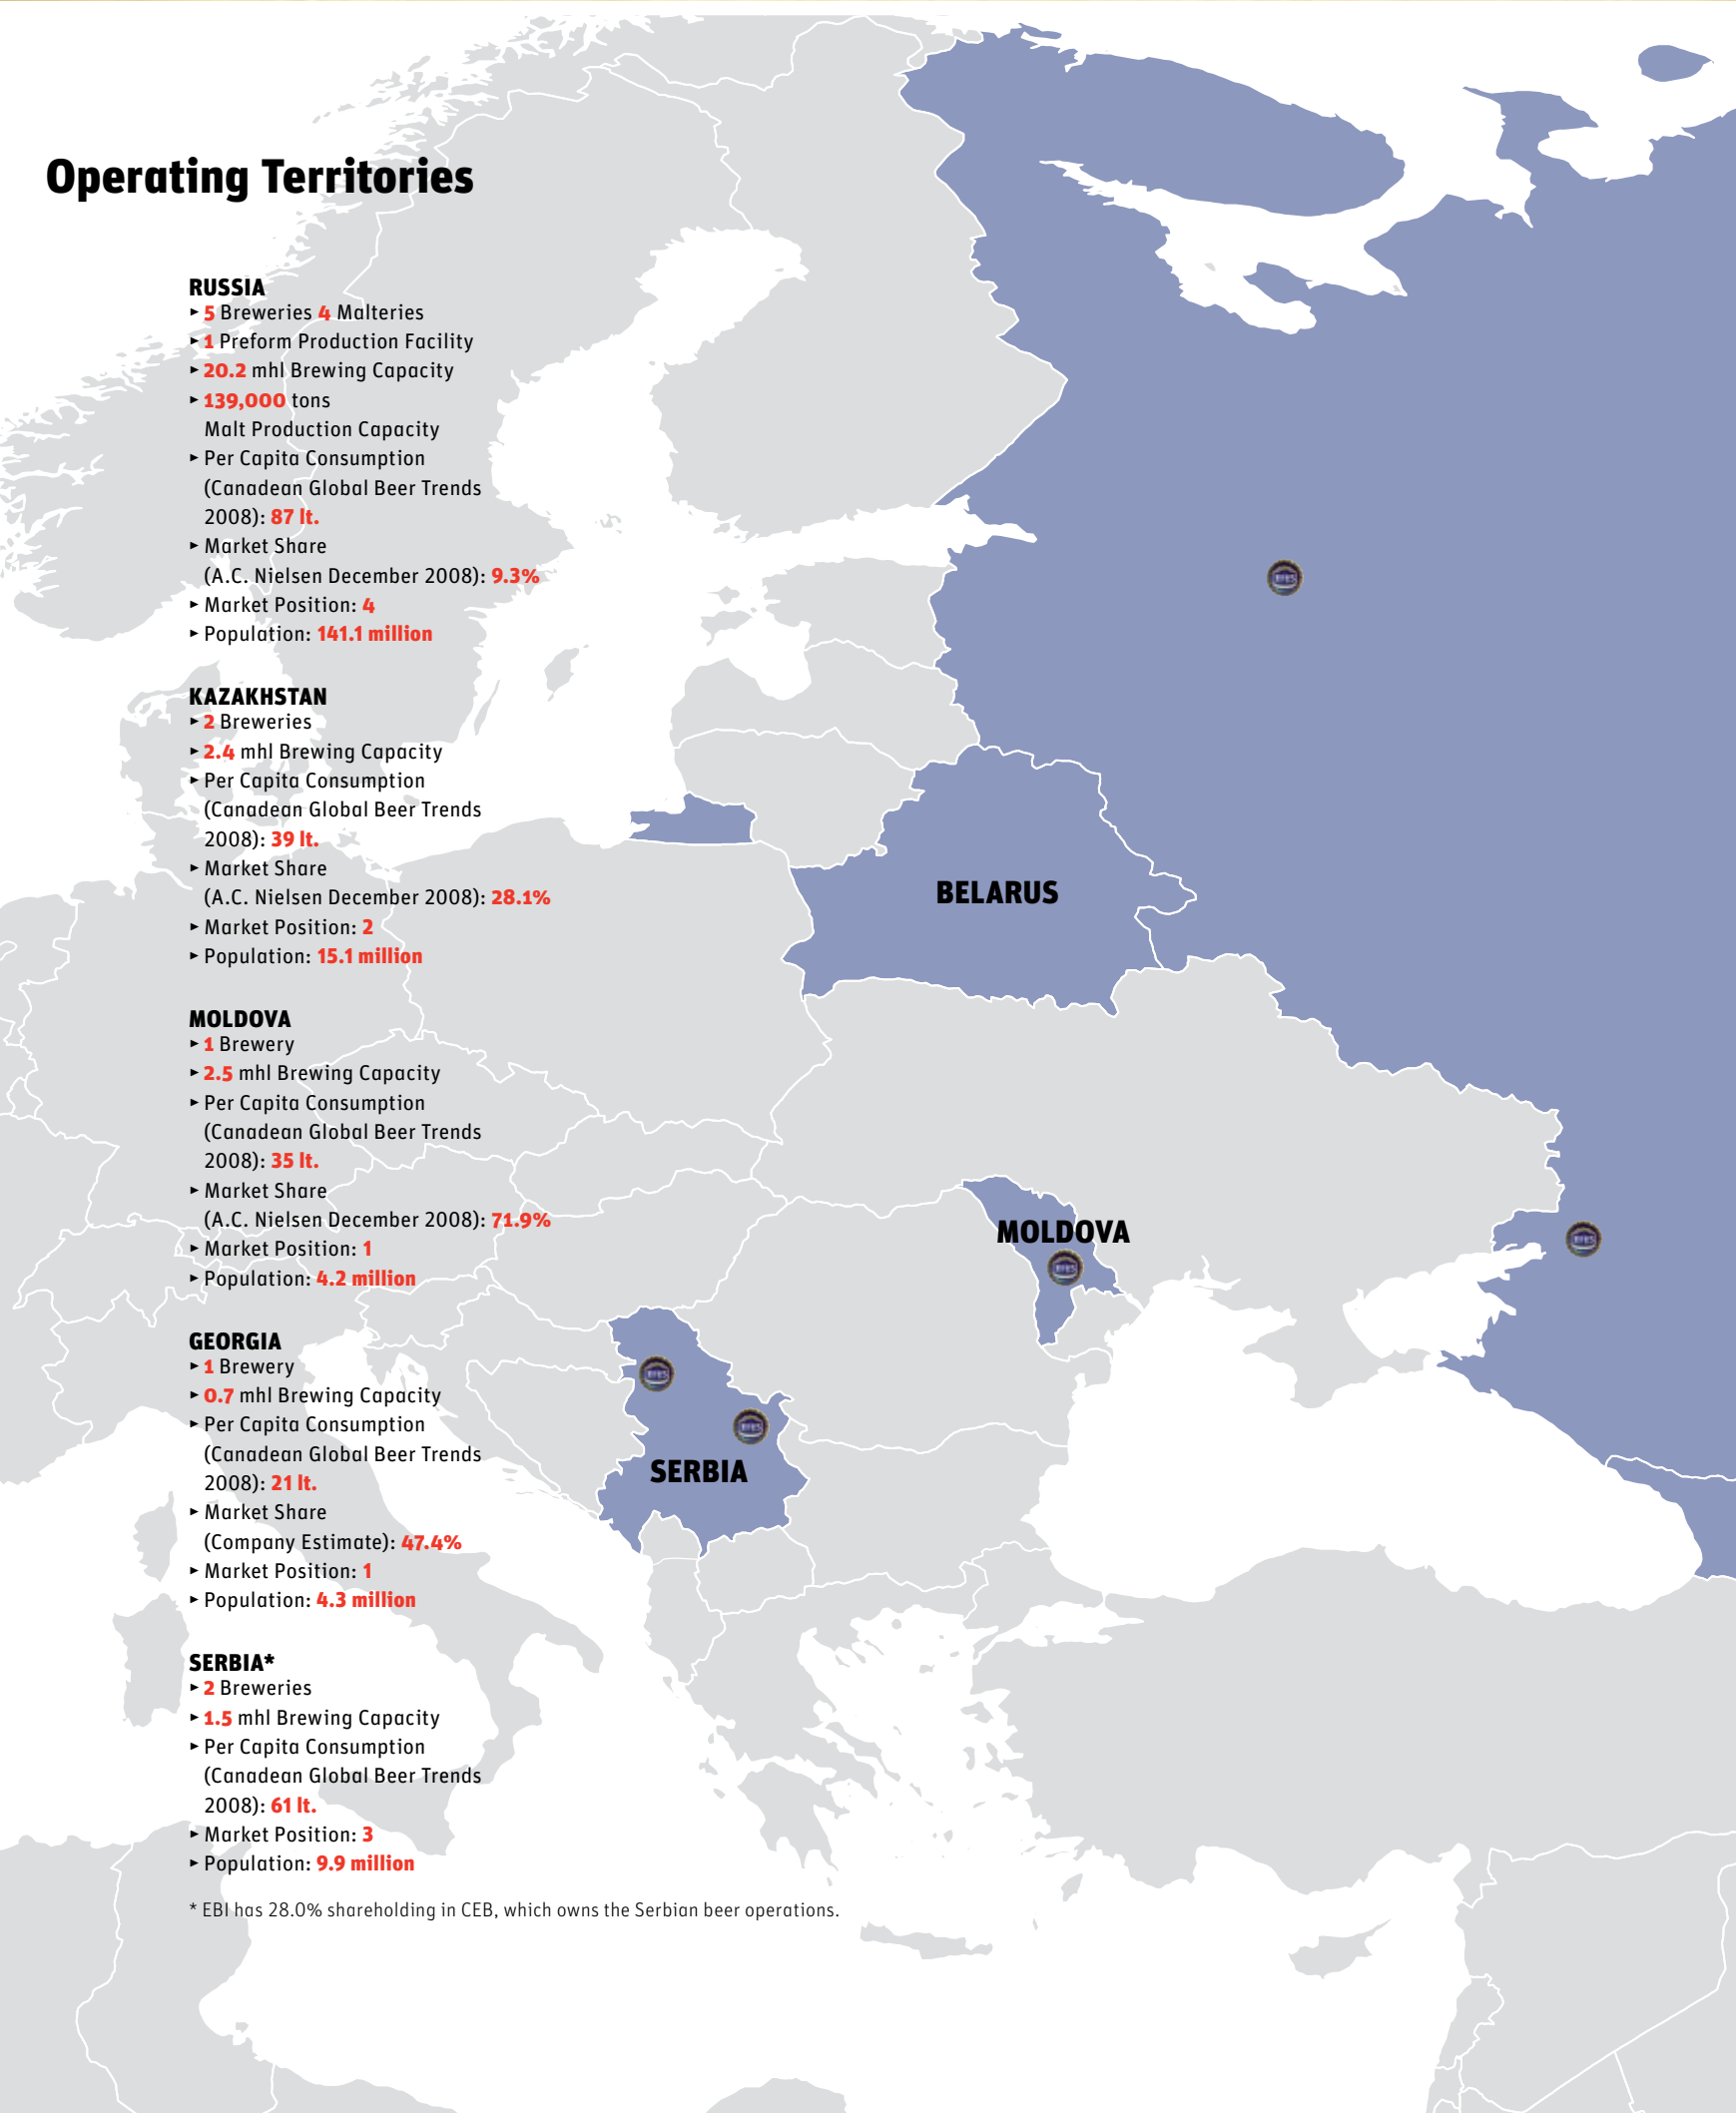 Operating Territories
RUSSIA
▸ 5 Breweries 4 Malteries
▸ 1 Preform Production Facility
▸ 20.2 mhl Brewing Capacity
▸ 139,000 tons
Malt Production Capacity
▸ Per Capita Consumption
(Canadean Global Beer Trends
2008): 87 lt.
▸ Market Share
(A.C. Nielsen December 2008): 9.3%
▸ Market Position: 4
▸ Population: 141.1 million
KAZAKHSTAN
▸ 2 Breweries
▸ 2.4 mhl Brewing Capacity
▸ Per Capita Consumption
(Canadean Global Beer Trends
2008): 39 lt.
▸ Market Share
(A.C. Nielsen December 2008): 28.1%
▸ Market Position: 2
▸ Population: 15.1 million
MOLDOVA
▸ 1 Brewery
▸ 2.5 mhl Brewing Capacity
▸ Per Capita Consumption
(Canadean Global Beer Trends
2008): 35 lt.
▸ Market Share
(A.C. Nielsen December 2008): 71.9%
▸ Market Position: 1
▸ Population: 4.2 million
GEORGIA
▸ 1 Brewery
▸ 0.7 mhl Brewing Capacity
▸ Per Capita Consumption
(Canadean Global Beer Trends
2008): 21 lt.
▸ Market Share
(Company Estimate): 47.4%
▸ Market Position: 1
▸ Population: 4.3 million
SERBIA*
▸ 2 Breweries
▸ 1.5 mhl Brewing Capacity
▸ Per Capita Consumption
(Canadean Global Beer Trends
2008): 61 lt.
▸ Market Position: 3
▸ Population: 9.9 million
* EBI has 28.0% shareholding in CEB, which owns the Serbian beer operations.
BELARUS
MOLDOVA
SERBIA
EFES
EFES
EFES
EFES
EFES